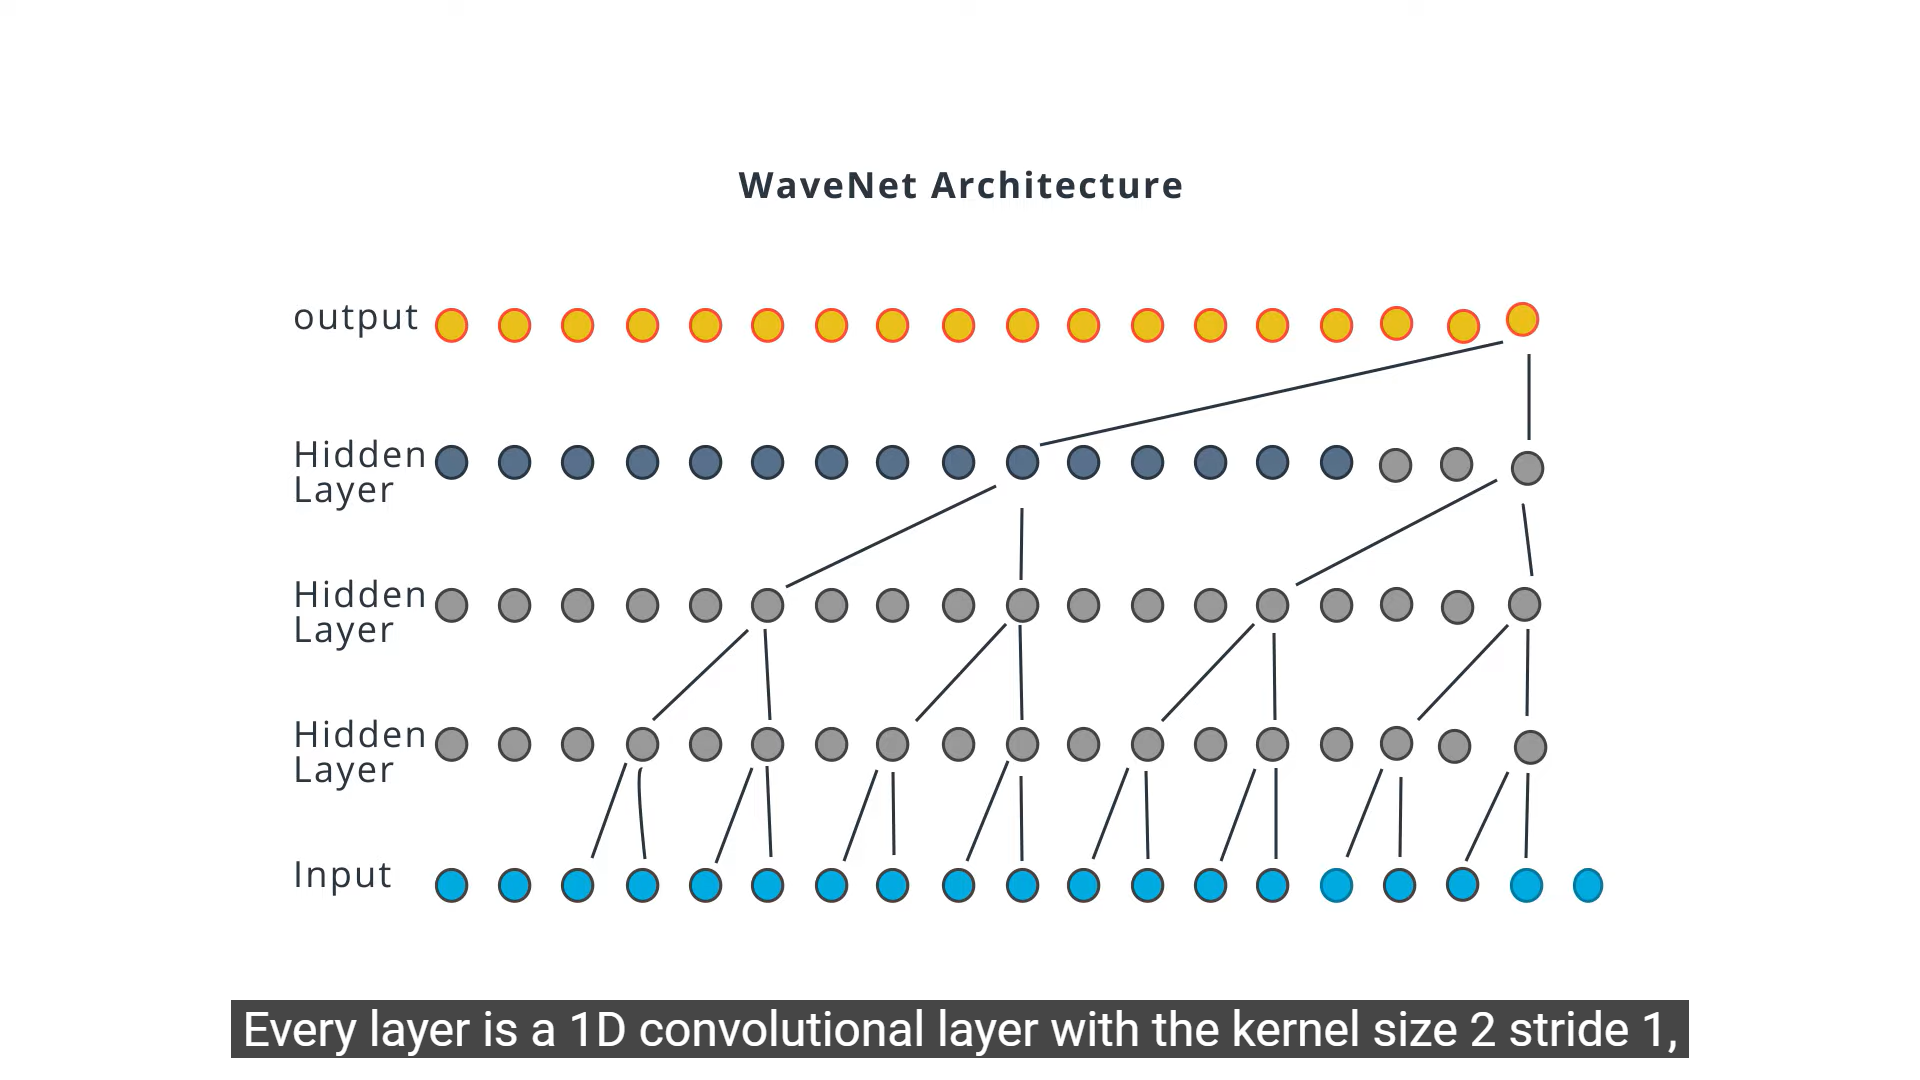 WaveNet Architecture
output
Hidden
Layer
Hidden
Layer
Hidden
Layer
Input
Every layer is a 1D convolutional layer with the kernel size 2 stride 1,